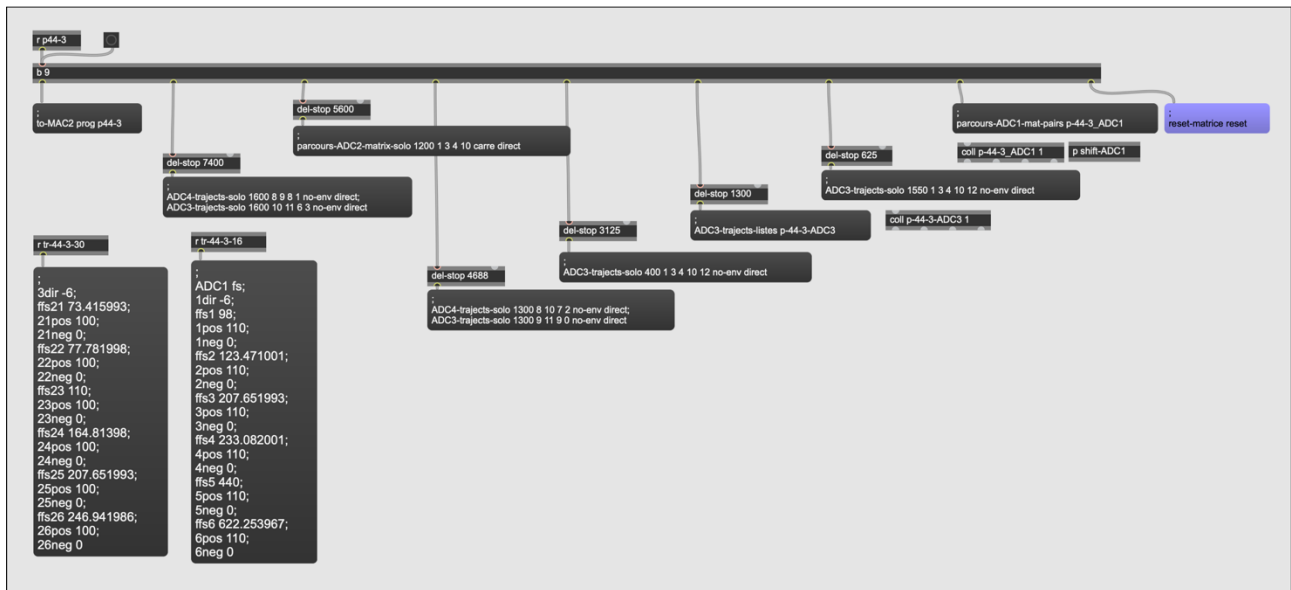 r p44-3
b 9
;
to-MAC2 prog p44-3
del-stop 7400
;
ADC4-trajects-solo 1600 8 9 8 1 no-env direct;
ADC3-trajects-solo 1600 10 11 6 3 no-env direct
del-stop 5600
;
parcours-ADC2-matrix-solo 1200 1 3 4 10 carre direct
del-stop 4688
;
ADC4-trajects-solo 1300 8 10 7 2 no-env direct;
ADC3-trajects-solo 1300 9 11 9 0 no-env direct
del-stop 3125
;
ADC3-trajects-solo 400 1 3 4 10 12 no-env direct
del-stop 1300
;
ADC3-trajects-listes p-44-3-ADC3
del-stop 625
;
ADC3-trajects-solo 1550 1 3 4 10 12 no-env direct
;
parcours-ADC1-mat-pairs p-44-3_ADC1
;
reset-matrice reset
coll p-44-3_ADC1 1
p shift-ADC1
coll p-44-3-ADC3 1
r tr-44-3-30
;
3dir -6;
ffs21 73.415993;
21pos 100;
21neg 0;
ffs22 77.781998;
22pos 100;
22neg 0;
ffs23 110;
23pos 100;
23neg 0;
ffs24 164.81398;
24pos 100;
24neg 0;
ffs25 207.651993;
25pos 100;
25neg 0;
ffs26 246.941986;
26pos 100;
26neg 0
r tr-44-3-16
;
ADC1 fs;
1dir -6;
ffs1 98;
1pos 110;
1neg 0;
ffs2 123.471001;
2pos 110;
2neg 0;
ffs3 207.651993;
3pos 110;
3neg 0;
ffs4 233.082001;
4pos 110;
4neg 0;
ffs5 440;
5pos 110;
5neg 0;
ffs6 622.253967;
6pos 110;
6neg 0